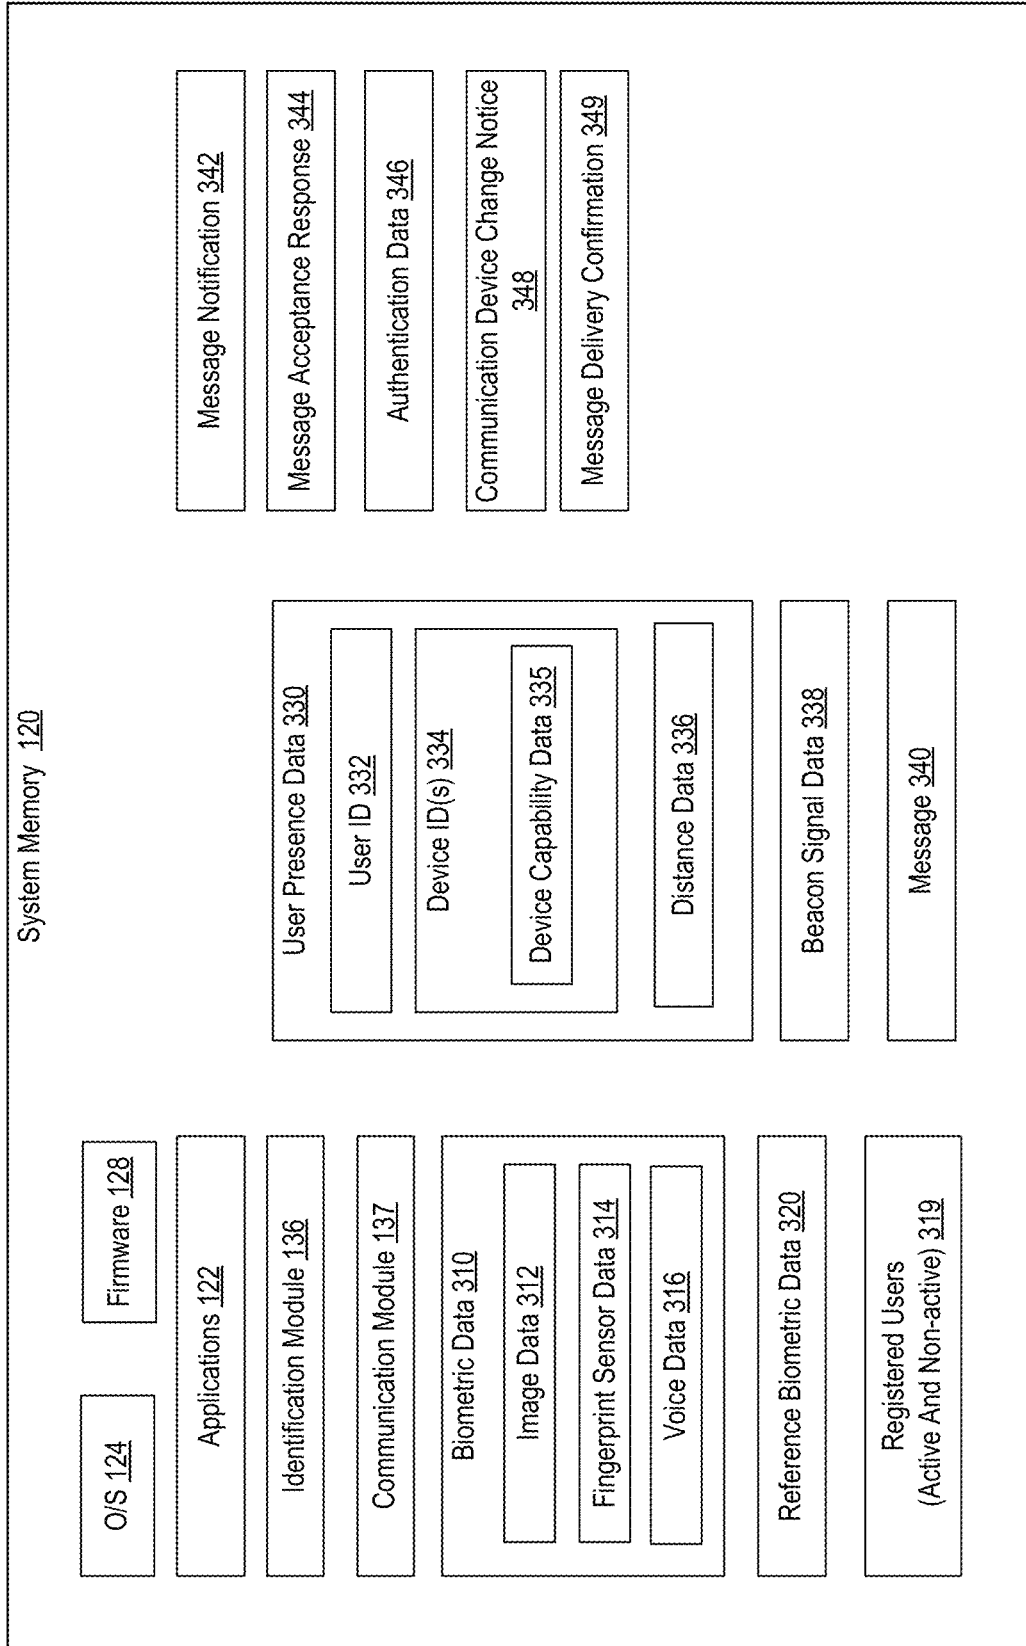 System Memory 120
O/S 124
Firmware 128
Applications 122
Identification Module 136
Communication Module 137
Biometric Data 310
Image Data 312
Fingerprint Sensor Data 314
Voice Data 316
Reference Biometric Data 320
Registered Users
(Active And Non-active) 319
User Presence Data 330
User ID 332
Device ID(s) 334
Device Capability Data 335
Distance Data 336
Beacon Signal Data 338
Message 340
Message Notification 342
Message Acceptance Response 344
Authentication Data 346
Communication Device Change Notice
348
Message Delivery Confirmation 349